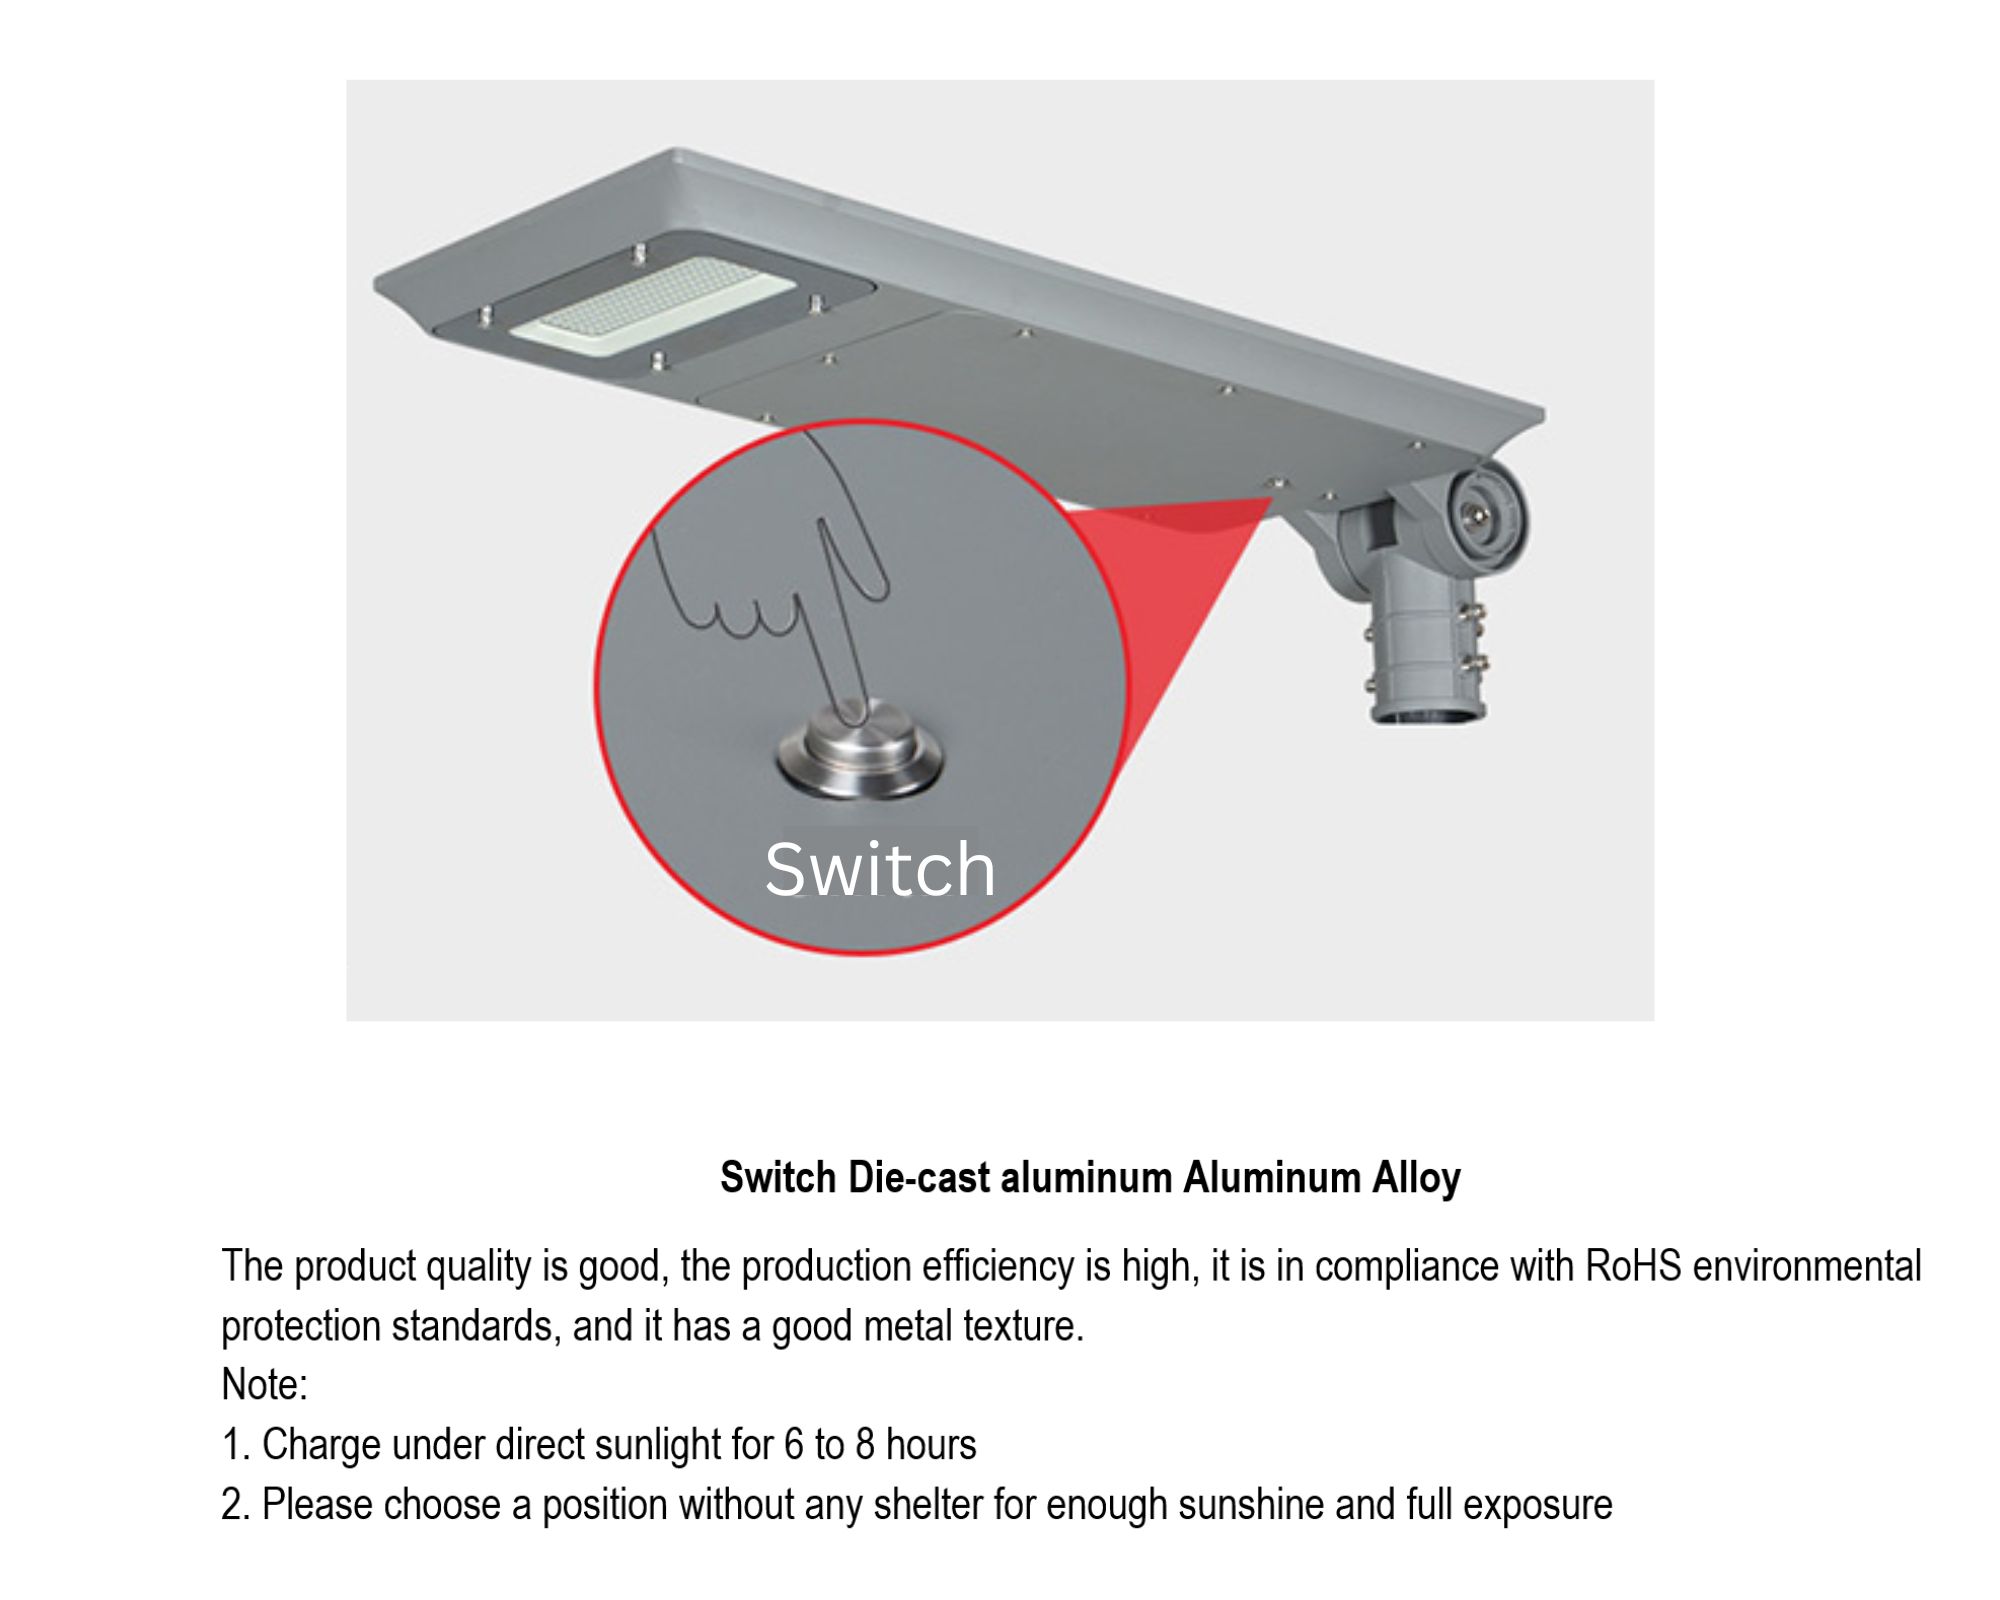 Switch
Switch Die-cast aluminum Aluminum Alloy
The product quality is good, the production efficiency is high, it is in compliance with RoHS environmental
protection standards, and it has a good metal texture.
Note:
1. Charge under direct sunlight for 6 to 8 hours
2. Please choose a position without any shelter for enough sunshine and full exposure